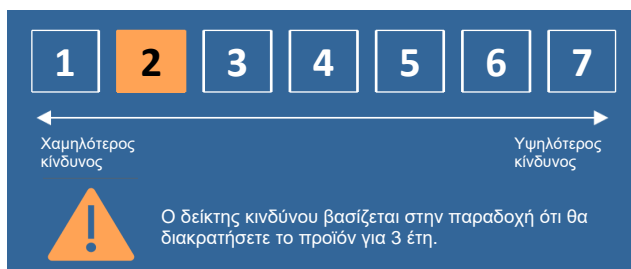 1 2 3 4 5 6 7
Χαμηλότερος Υψηλότερος
κίνδυνος κίνδυνος
Ο δείκτης κινδύνου βασίζεται στην παραδοχή ότι θα
διακρατήσετε το προϊόν για 3 έτη.